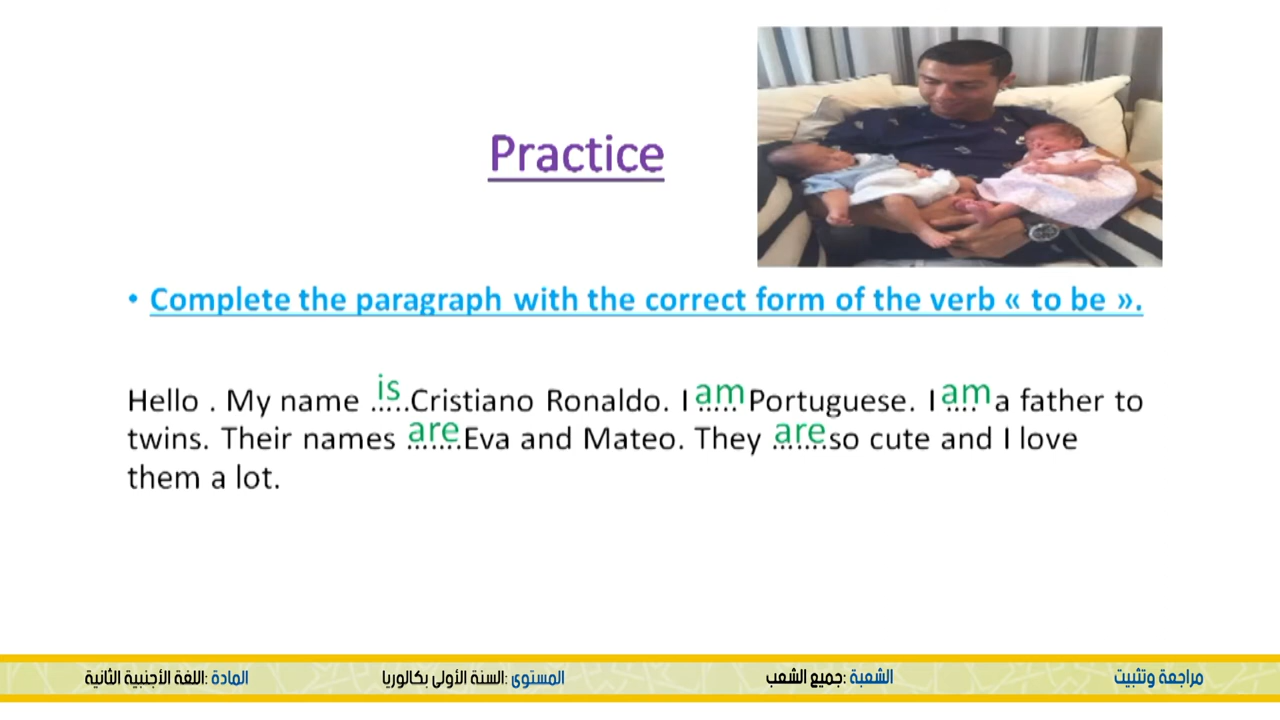 Practice
• Complete the paragraph with the correct form of the verb « to be ».
Hello . My name ..is...Cristiano Ronaldo. I ..am... Portuguese. I ..am.. a father to
twins. Their names ...are....Eva and Mateo. They ...are....so cute and I love
them a lot.
مراجعة وتثبيت
الشعبة :جميع الشعب
المستوى :السنة الأولى بكالوريا
المادة :اللغة الأجنبية الثانية